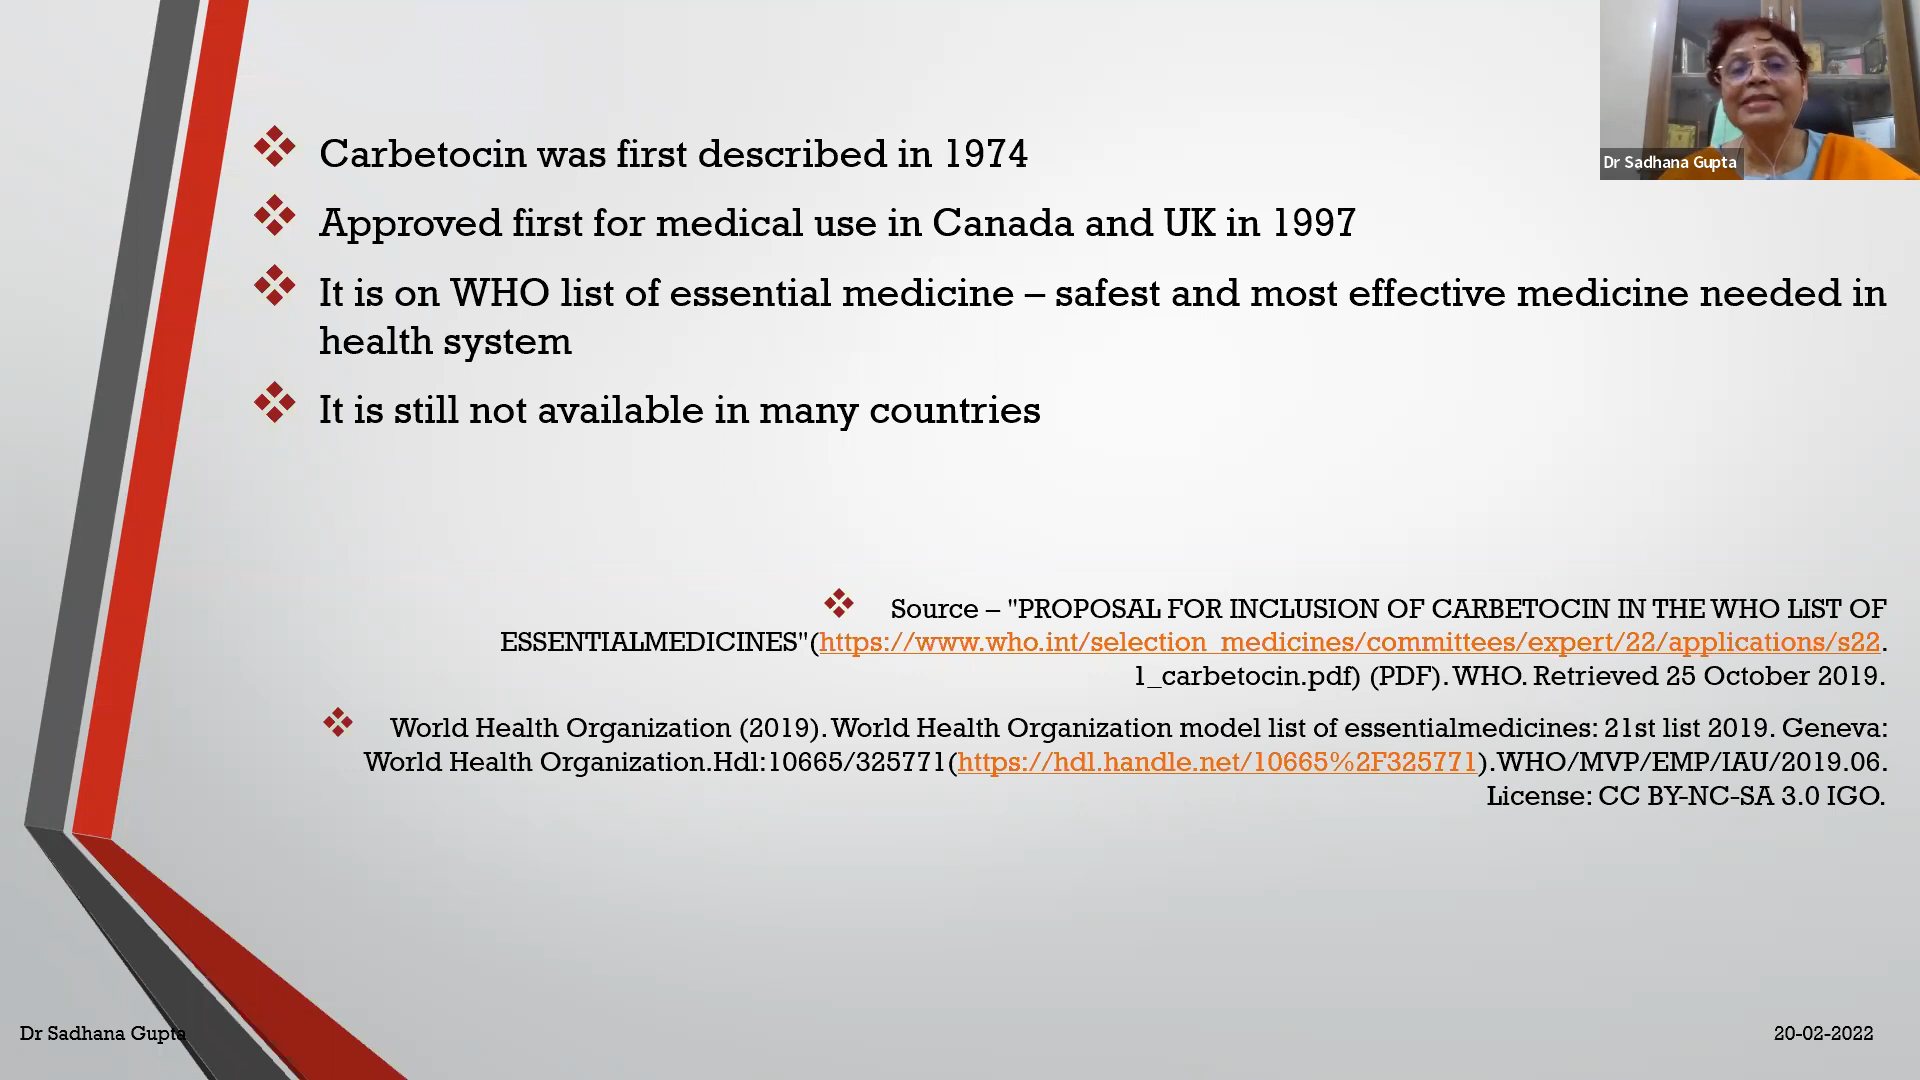 Dr Sadhana Gupta
Carbetocin was first described in 1974
Approved first for medical use in Canada and UK in 1997
It is on WHO list of essential medicine – safest and most effective medicine needed in
health system
It is still not available in many countries
Source – "PROPOSAL FOR INCLUSION OF CARBETOCIN IN THE WHO LIST OF
ESSENTIALMEDICINES"(https://www.who.int/selection_medicines/committees/expert/22/applications/s22.
1_carbetocin.pdf) (PDF). WHO. Retrieved 25 October 2019.
World Health Organization (2019). World Health Organization model list of essentialmedicines: 21st list 2019. Geneva:
World Health Organization.Hdl:10665/325771(https://hdl.handle.net/10665%2F325771).WHO/MVP/EMP/IAU/2019.06.
License: CC BY-NC-SA 3.0 IGO.
Dr Sadhana Gupta
20-02-2022